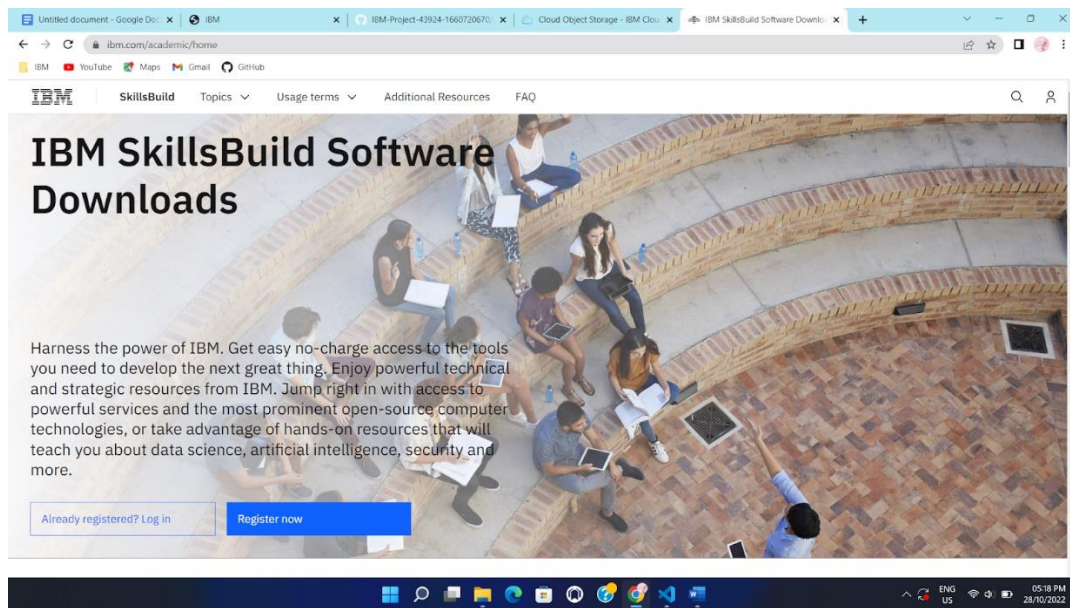 Untitled document - Google Doc
IBM
IBM-Project-43924-1660720670
Cloud Object Storage - IBM Clou
IBM SkillsBuild Software Downlo
ibm.com/academic/home
IBM
YouTube
Maps
Gmail
GitHub
IBM
SkillsBuild
Topics
Usage terms
Additional Resources
FAQ
IBM SkillsBuild Software
Downloads
Harness the power of IBM. Get easy no-charge access to the tools
you need to develop the next great thing. Enjoy powerful technical
and strategic resources from IBM. Jump right in with access to
powerful services and the most prominent open-source computer
technologies, or take advantage of hands-on resources that will
teach you about data science, artificial intelligence, security and
more.
Already registered? Log in
Register now
ENG
US
05:18 PM
28/10/2022